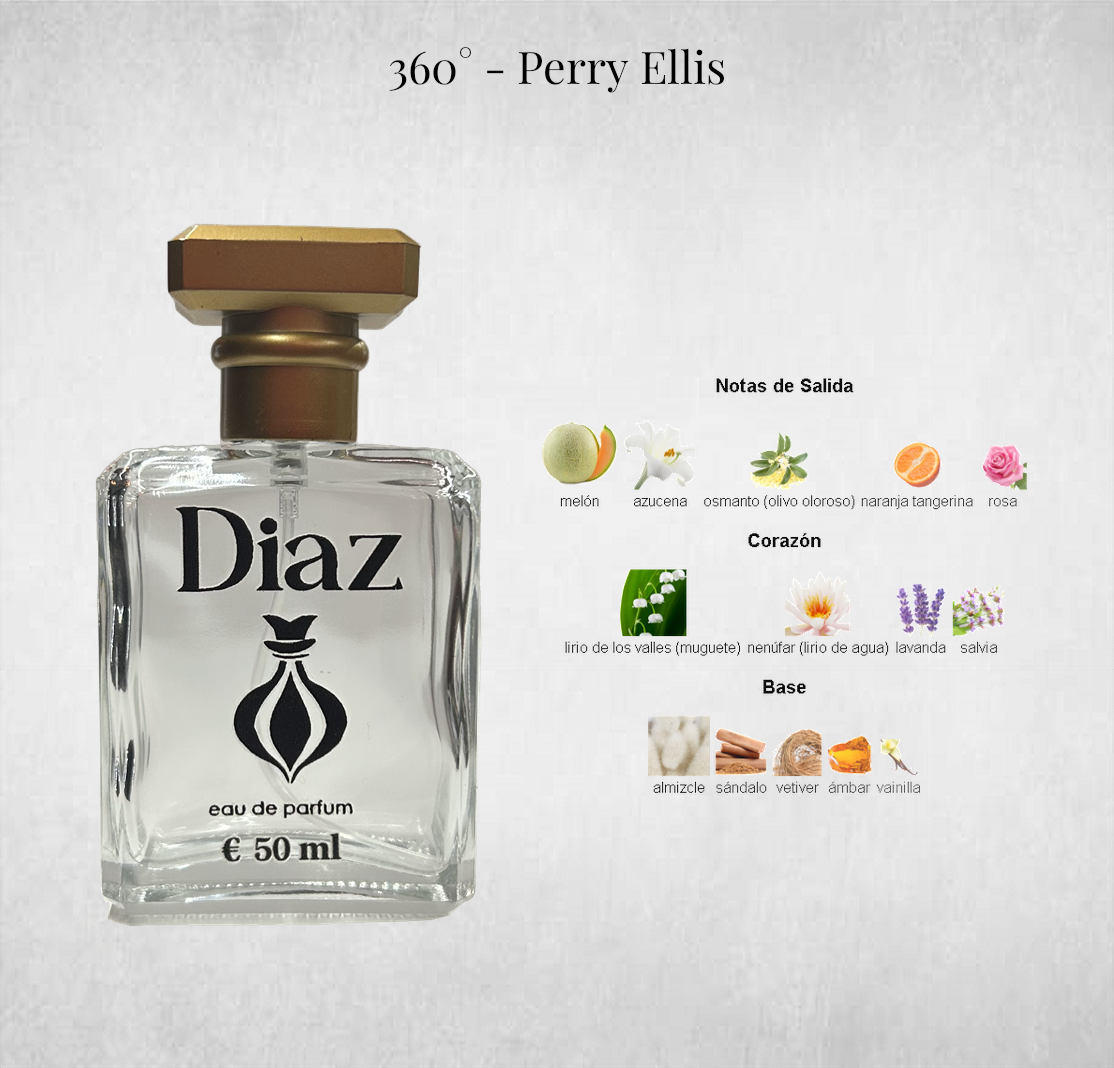 360° - Perry Ellis
Diaz
eau de parfum
€ 50 ml
Notas de Salida
melón azucena osmanto (olivo oloroso) naranja tangerina rosa
Corazón
lirio de los valles (muguete) nenúfar (lirio de agua) lavanda salvia
Base
almizcle sándalo vetiver ámbar vainilla